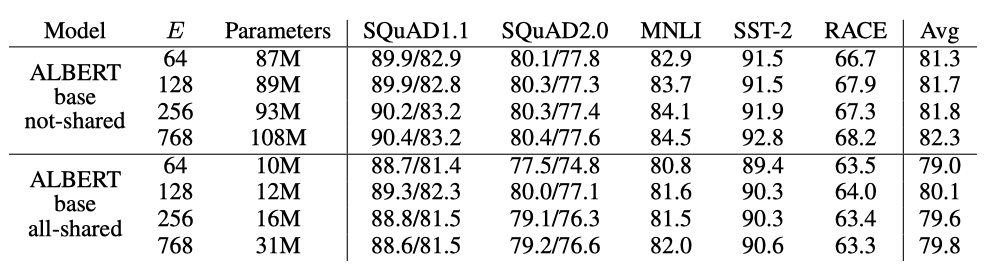 Model E Parameters SQuAD1.1 SQuAD2.0 MNLI SST-2 RACE Avg
ALBERT base not-shared
64 87M 89.9/82.9 80.1/77.8 82.9 91.5 66.7 81.3
128 89M 89.9/82.8 80.3/77.3 83.7 91.5 67.9 81.7
256 93M 90.2/83.2 80.3/77.4 84.1 91.9 67.3 81.8
768 108M 90.4/83.2 80.4/77.6 84.5 92.8 68.2 82.3
ALBERT base all-shared
64 10M 88.7/81.4 77.5/74.8 80.8 89.4 63.5 79.0
128 12M 89.3/82.3 80.0/77.1 81.6 90.3 64.0 80.1
256 16M 88.8/81.5 79.1/76.3 81.5 90.3 63.4 79.6
768 31M 88.6/81.5 79.2/76.6 82.0 90.6 63.3 79.8